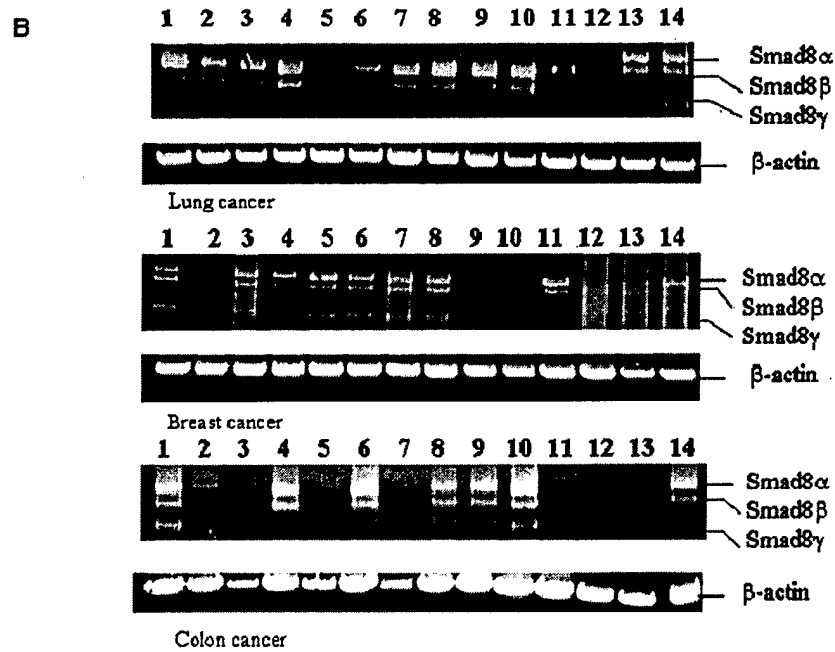 B
1 2 3 4 5 6 7 8 9 10 11 12 13 14
Smad8α
Smad8β
Smad8γ
β-actin
Lung cancer
1 2 3 4 5 6 7 8 9 10 11 12 13 14
Smad8α
Smad8β
Smad8γ
β-actin
Breast cancer
1 2 3 4 5 6 7 8 9 10 11 12 13 14
Smad8α
Smad8β
Smad8γ
β-actin
Colon cancer